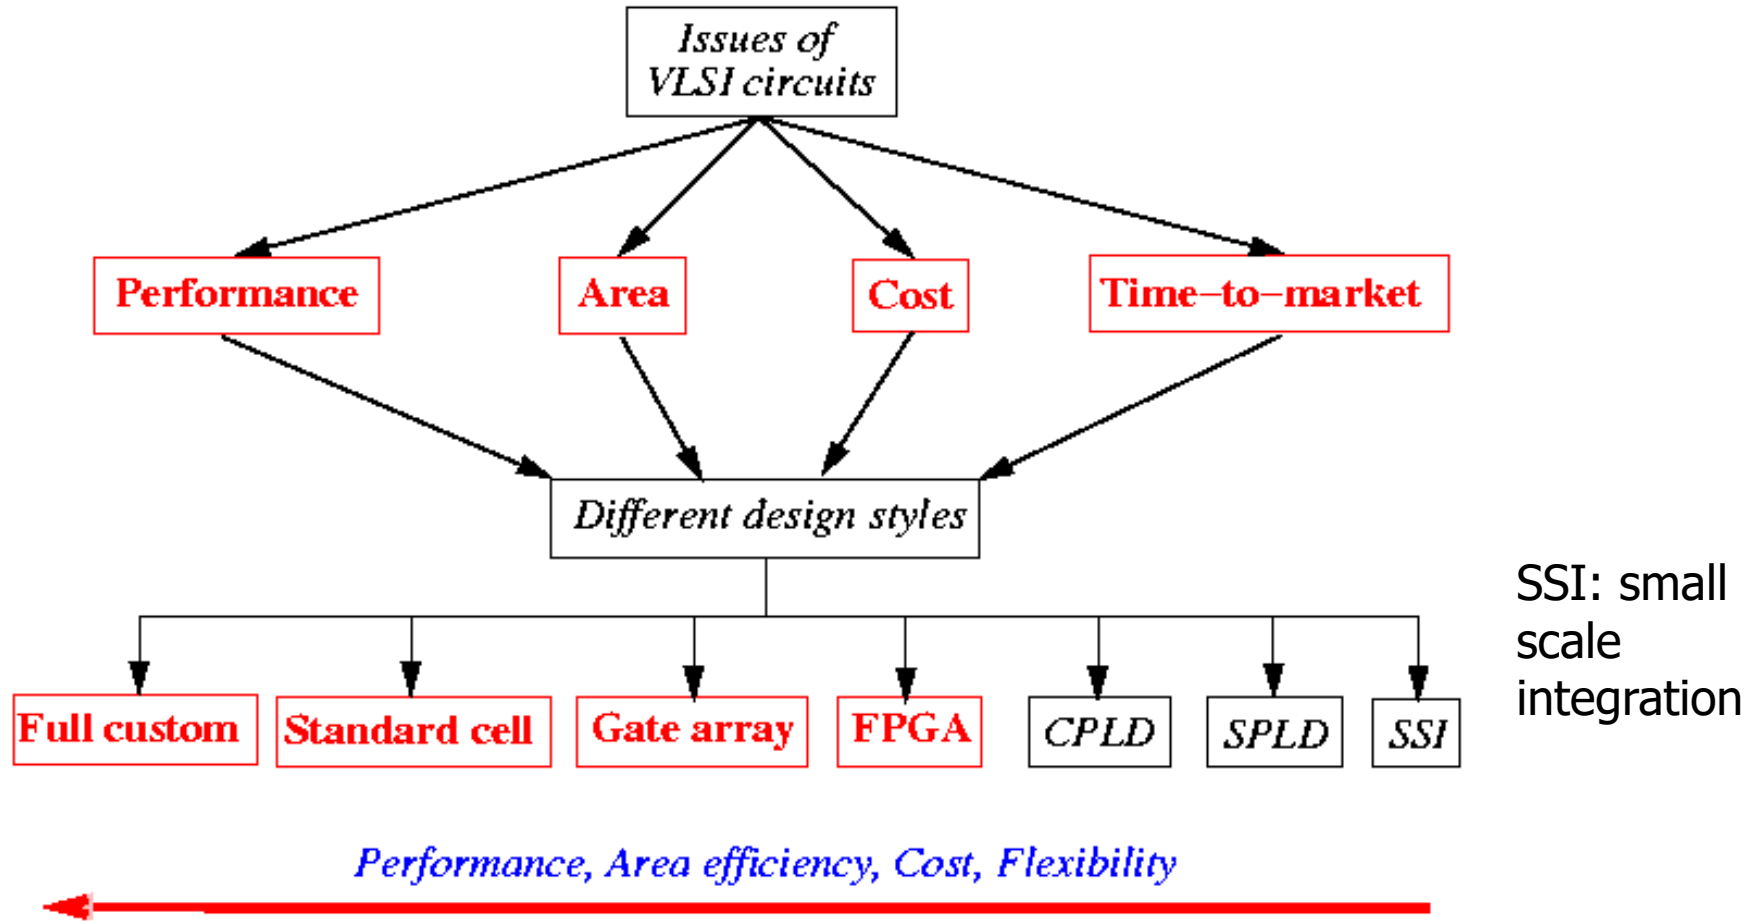 Issues of
VLSI circuits
Performance
Area
Cost
Time-to-market
Different design styles
SSI: small
scale
integration
Full custom
Standard cell
Gate array
FPGA
CPLD
SPLD
SSI
Performance, Area efficiency, Cost, Flexibility